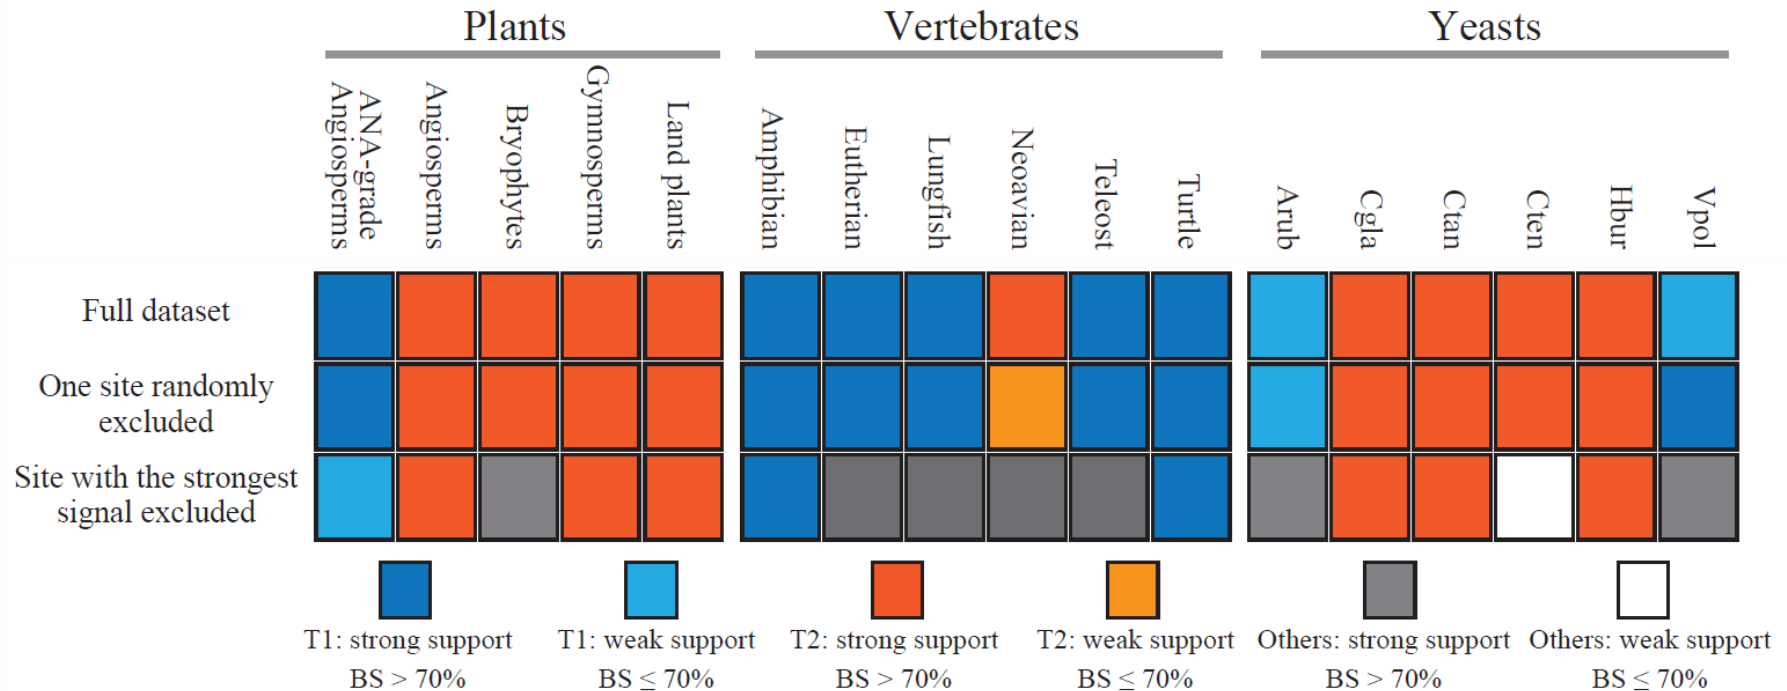 Plants
Vertebrates
Yeasts
ANA-grade
Angiosperms
Angiosperms
Bryophytes
Gymnosperms
Land plants
Amphibian
Eutherian
Lungfish
Neoavian
Teleost
Turtle
Arub
Cgla
Ctan
Cten
Hbur
Vpol
Full dataset
One site randomly
excluded
Site with the strongest
signal excluded
T1: strong support
BS > 70%
T1: weak support
BS ≤ 70%
T2: strong support
BS > 70%
T2: weak support
BS ≤ 70%
Others: strong support
BS > 70%
Others: weak support
BS ≤ 70%